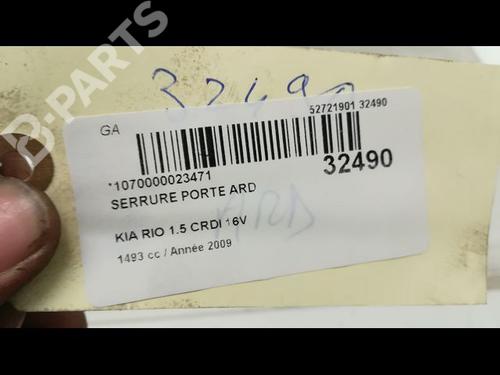 B-PARTS
32490
GA
52721901 32490
*1070000023471
32490
SERRURE PORTE ARD
ARD
KIA RIO 1.5 CRDI 16V
1493 cc / Année 2009